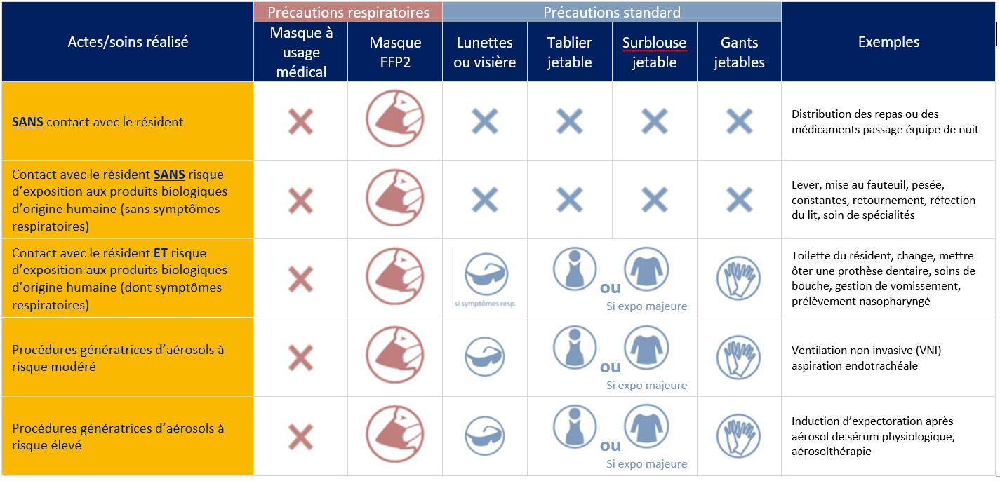 Précautions respiratoires
Précautions standard
Actes/soins réalisé
Masque à
usage
médical
Masque
FFP2
Lunettes
ou visière
Tablier
jetable
Surblouse
jetable
Gants
jetables
Exemples
SANS contact avec le résident
Distribution des repas ou des
médicaments passage équipe de nuit
Contact avec le résident SANS risque
d’exposition aux produits biologiques
d’origine humaine (sans symptômes
respiratoires)
Lever, mise au fauteuil, pesée,
constantes, retournement, réfection
du lit, soin de spécialités
Contact avec le résident ET risque
d’exposition aux produits biologiques
d’origine humaine (dont symptômes
respiratoires)
si symptômes resp.
ou
Si expo majeure
Toilette du résident, change, mettre
ôter une prothèse dentaire, soins de
bouche, gestion de vomissement,
prélèvement nasopharyngé
Procédures génératrices d’aérosols à
risque modéré
ou
Si expo majeure
Ventilation non invasive (VNI)
aspiration endotrachéale
Procédures génératrices d’aérosols à
risque élevé
ou
Si expo majeure
Induction d’expectoration après
aérosol de sérum physiologique,
aérosolthérapie